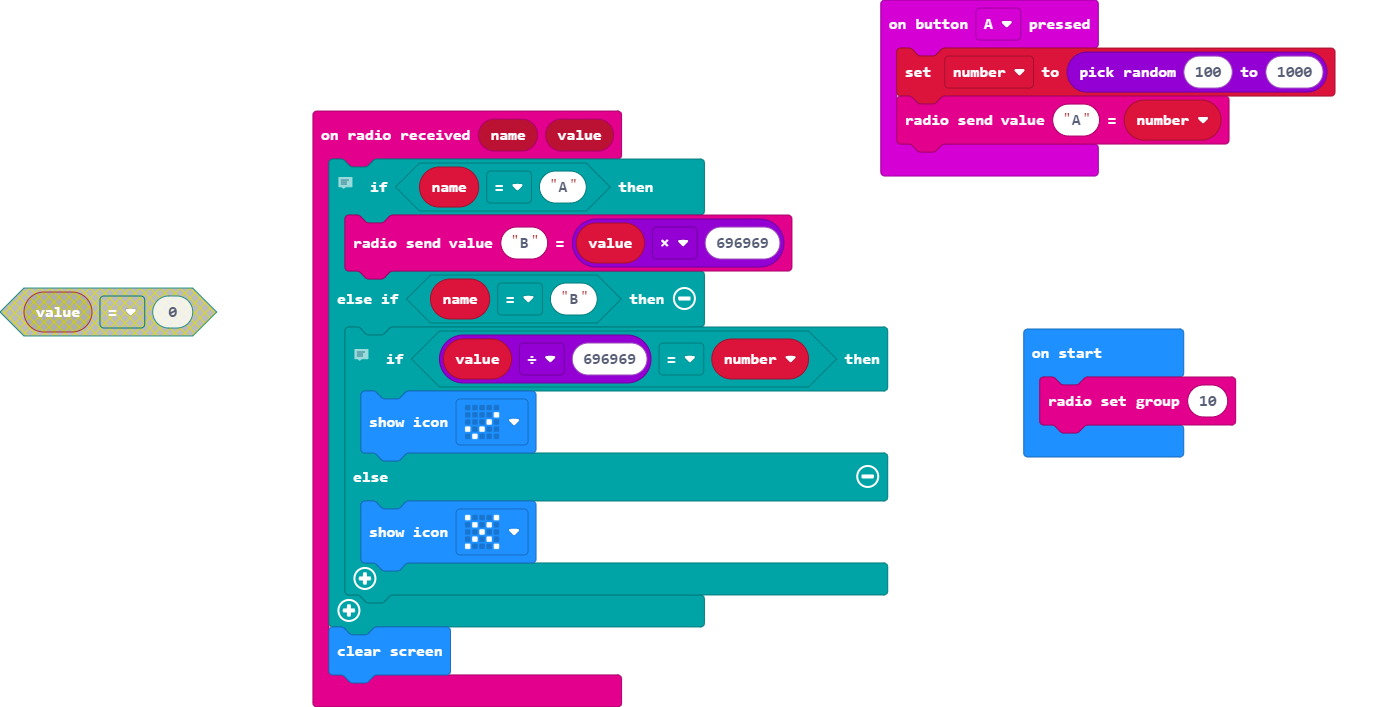 on button A pressed
set number to pick random 100 to 1000
radio send value "A" = number
on radio received name value
if name = "A" then
radio send value "B" = value × 696969
else if name = "B" then
value = 0
if value ÷ 696969 = number then
show icon
else
show icon
clear screen
on start
radio set group 10